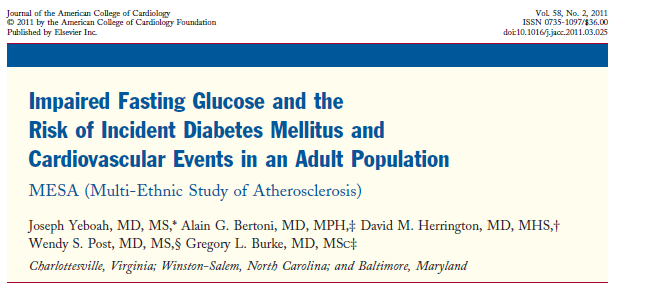 Journal of the American College of Cardiology
© 2011 by the American College of Cardiology Foundation
Published by Elsevier Inc.
Vol. 58, No. 2, 2011
ISSN 0735-1097/$36.00
doi:10.1016/j.jacc.2011.03.025
Impaired Fasting Glucose and the
Risk of Incident Diabetes Mellitus and
Cardiovascular Events in an Adult Population
MESA (Multi-Ethnic Study of Atherosclerosis)
Joseph Yeboah, MD, MS,* Alain G. Bertoni, MD, MPH,‡ David M. Herrington, MD, MHS,†
Wendy S. Post, MD, MS,§ Gregory L. Burke, MD, MSC‡
Charlottesville, Virginia; Winston-Salem, North Carolina; and Baltimore, Maryland